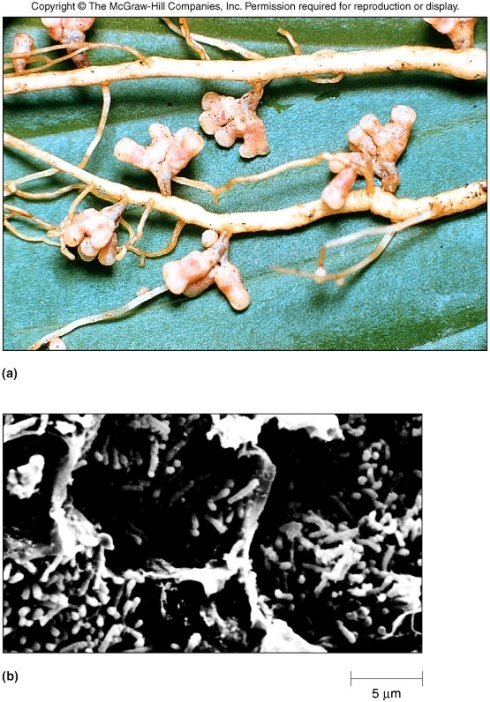 Copyright © The McGraw-Hill Companies, Inc. Permission required for reproduction or display.
(a)
(b)
5 µm